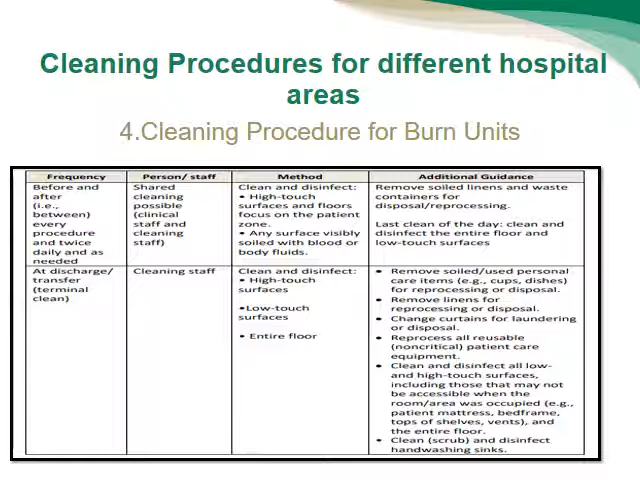 Cleaning Procedures for different hospital
areas
4.Cleaning Procedure for Burn Units
Frequency
Person/ staff
Method
Additional Guidance
Before and
after
(i.e.,
between)
every
procedure
and twice
daily and as
needed
Shared
cleaning
possible
(clinical
staff and
cleaning
staff)
Clean and disinfect:
• High-touch
surfaces and floors
focus on the patient
zone.
• Any surface visibly
soiled with blood or
body fluids.
Remove soiled linens and waste
containers for
disposal/reprocessing.
Last clean of the day: clean and
disinfect the entire floor and
low-touch surfaces
At discharge/
transfer
(terminal
clean)
Cleaning staff
Clean and disinfect:
• High-touch
surfaces
•Low-touch
surfaces
• Entire floor
• Remove soiled/used personal
care items (e.g., cups, dishes)
for reprocessing or disposal.
• Remove linens for
reprocessing or disposal.
• Change curtains for laundering
or disposal.
• Reprocess all reusable
(noncritical) patient care
equipment.
• Clean and disinfect all low-
and high-touch surfaces,
including those that may not
be accessible when the
room/area was occupied (e.g.,
patient mattress, bedframe,
tops of shelves, vents), and
the entire floor.
• Clean (scrub) and disinfect
handwashing sinks.